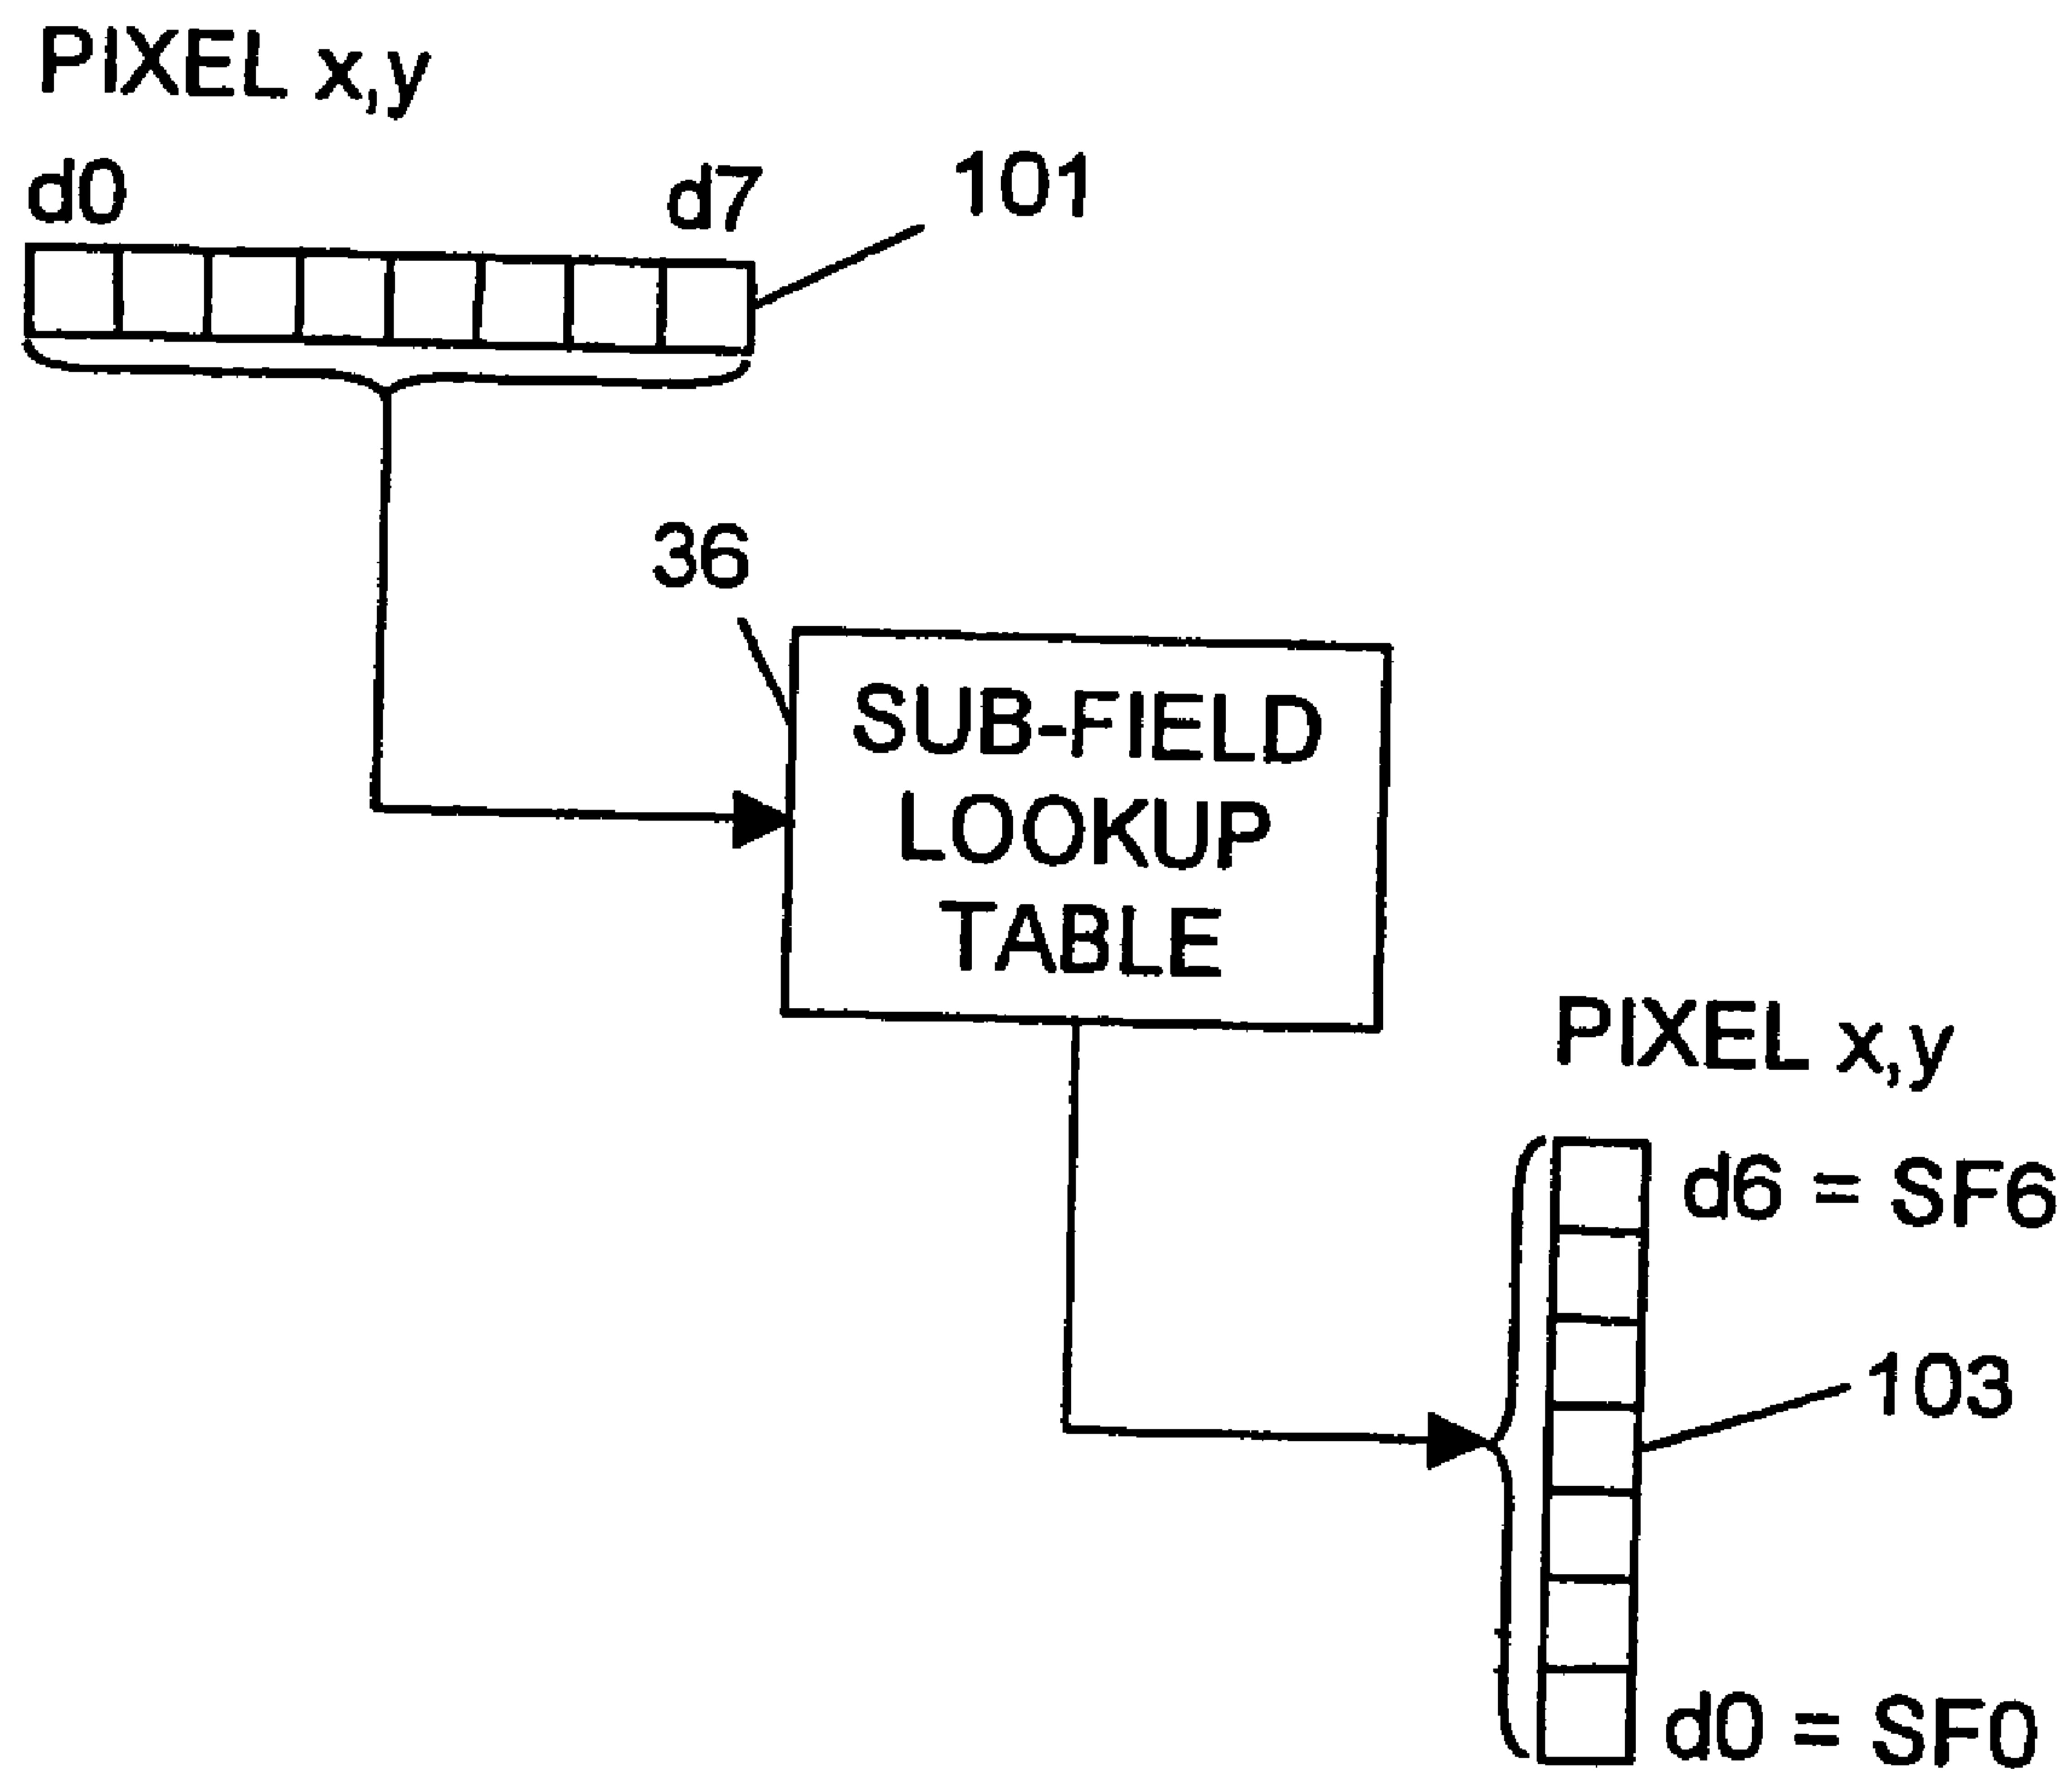 PIXEL x,y
d0
d7
101
36
SUB-FIELD
LOOKUP
TABLE
PIXEL x,y
d6 = SF6
103
d0 = SF0